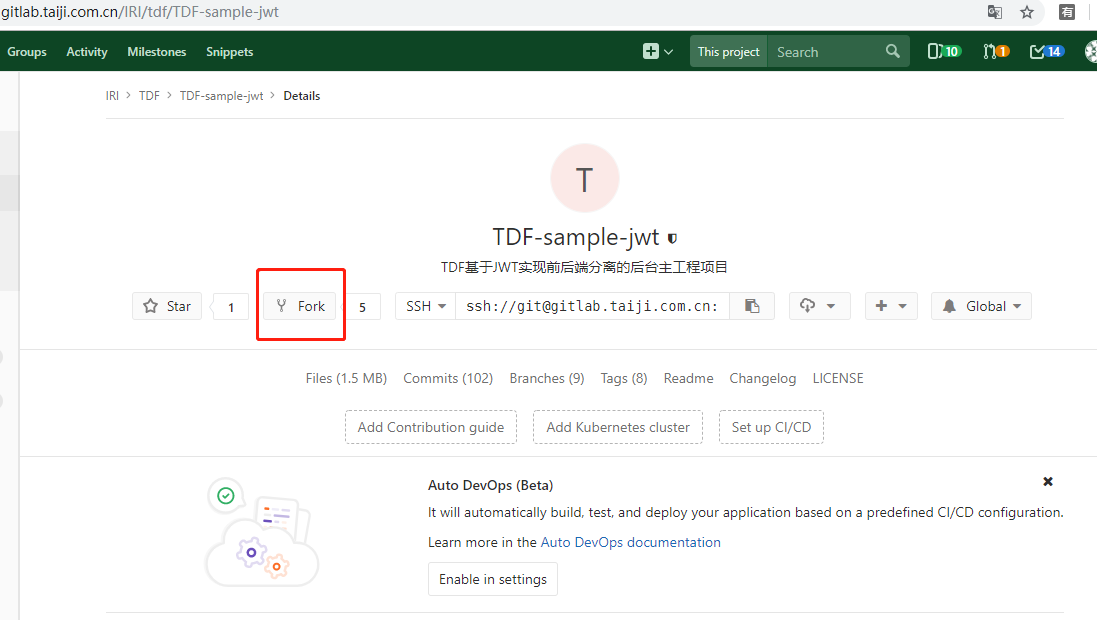 gitlab.taiji.com.cn/IRI/tdf/TDF-sample-jwt
有
Groups Activity Milestones Snippets This project Search 10 1 14
IRI > TDF > TDF-sample-jwt > Details
T
TDF-sample-jwt
TDF基于JWT实现前后端分离的后台主工程项目
Star 1 Fork 5 SSH ssh://git@gitlab.taiji.com.cn: Global
Files (1.5 MB) Commits (102) Branches (9) Tags (8) Readme Changelog LICENSE
Add Contribution guide Add Kubernetes cluster Set up CI/CD
Auto DevOps (Beta)
It will automatically build, test, and deploy your application based on a predefined CI/CD configuration.
Learn more in the Auto DevOps documentation
Enable in settings